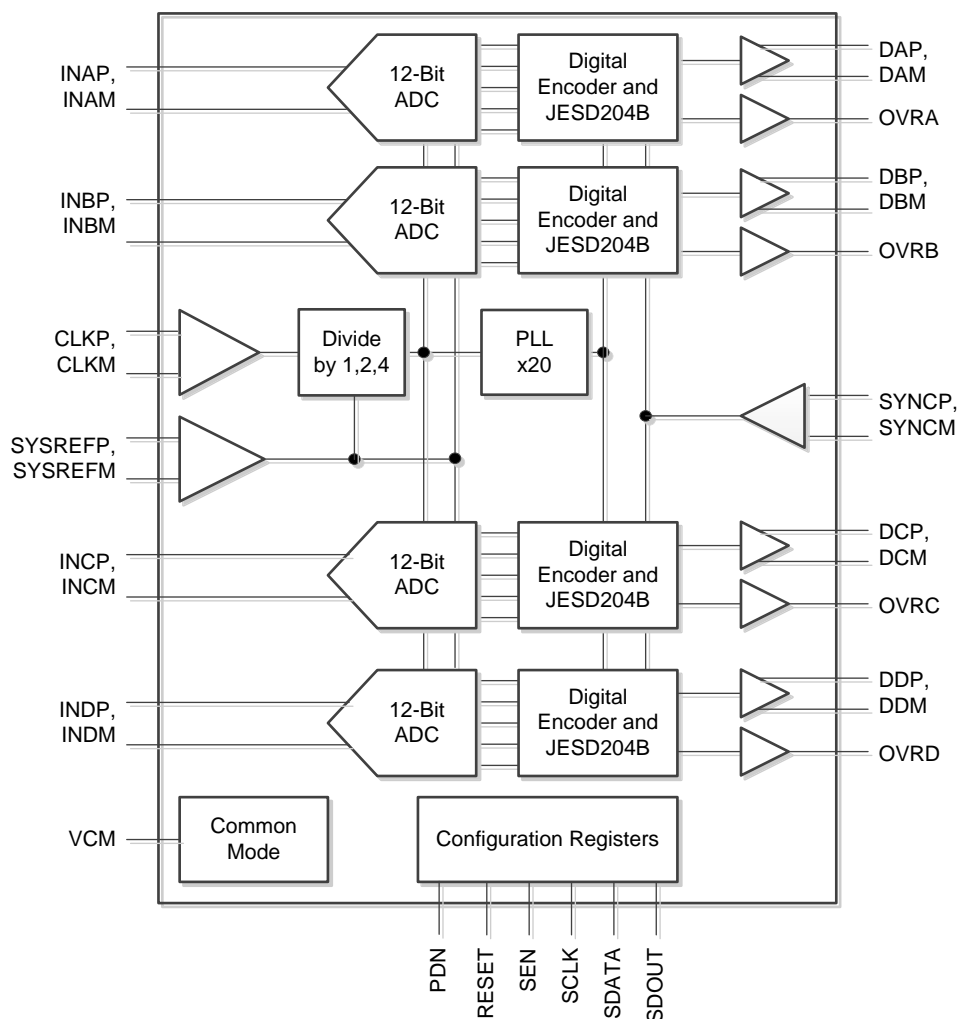 INAP,
INAM
12-Bit
ADC
Digital
Encoder and
JESD204B
DAP,
DAM
OVRA
INBP,
INBM
12-Bit
ADC
Digital
Encoder and
JESD204B
DBP,
DBM
OVRB
CLKP,
CLKM
Divide
by 1,2,4
PLL
x20
SYSREFP,
SYSREFM
SYNCP,
SYNCM
INCP,
INCM
12-Bit
ADC
Digital
Encoder and
JESD204B
DCP,
DCM
OVRC
INDP,
INDM
12-Bit
ADC
Digital
Encoder and
JESD204B
DDP,
DDM
OVRD
VCM
Common
Mode
Configuration Registers
PDN
RESET
SEN
SCLK
SDATA
SDOUT